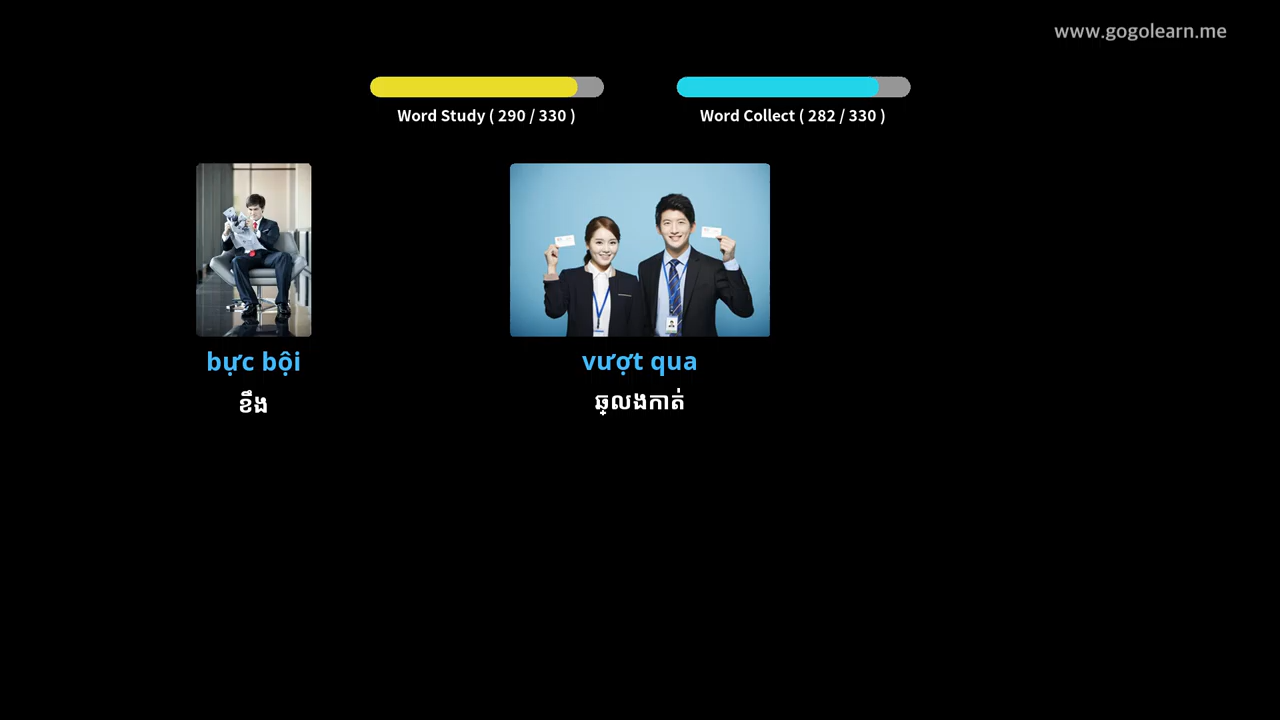 www.gogolearn.me
Word Study ( 290 / 330 )
Word Collect ( 282 / 330 )
bực bội
vượt qua
ខឹង
ឆ្លងកាត់